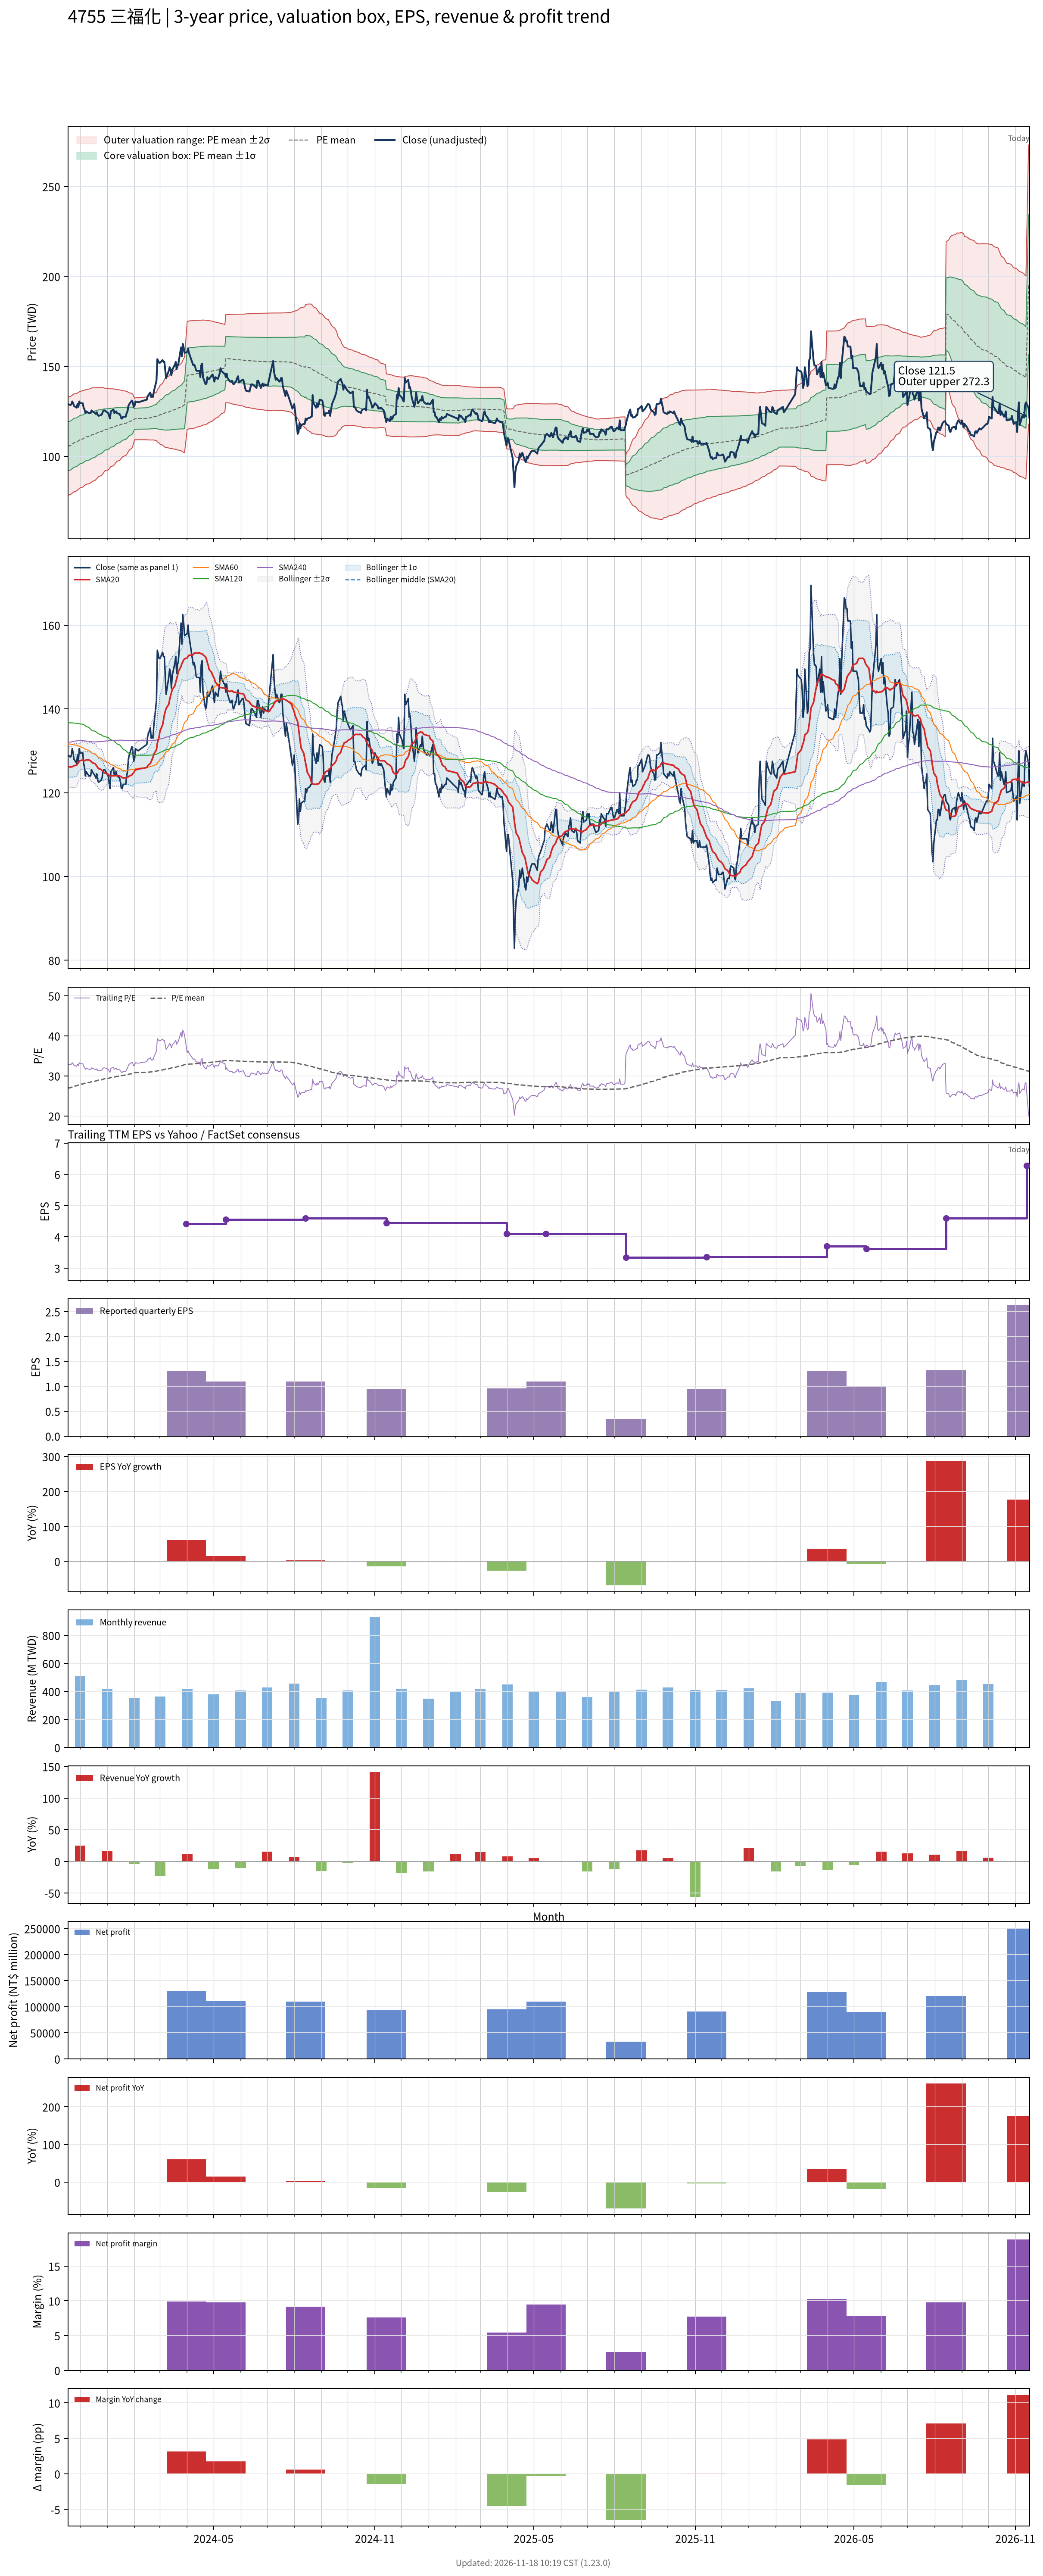 4755 三福化 | 3-year price, valuation box, EPS, revenue & profit trend
Outer valuation range: PE mean ±2σ
PE mean
Close (unadjusted)
Core valuation box: PE mean ±1σ
Today
Price (TWD)
250
200
150
100
Close 121.5
Outer upper 272.3
Close (same as panel 1)
SMA60
SMA240
Bollinger ±1σ
SMA20
SMA120
Bollinger ±2σ
Bollinger middle (SMA20)
Price
160
140
120
100
80
Trailing P/E
P/E mean
P/E
50
40
30
20
Trailing TTM EPS vs Yahoo / FactSet consensus
Today
EPS
7
6
5
4
3
Reported quarterly EPS
EPS
2.5
2.0
1.5
1.0
0.5
0.0
EPS YoY growth
YoY (%)
300
200
100
0
Monthly revenue
Revenue (M TWD)
800
600
400
200
0
Revenue YoY growth
YoY (%)
150
100
50
0
-50
Month
Net profit
Net profit (NT$ million)
250000
200000
150000
100000
50000
0
Net profit YoY
YoY (%)
200
100
0
Net profit margin
Margin (%)
15
10
5
0
Margin YoY change
Δ margin (pp)
10
5
0
-5
2024-05
2024-11
2025-05
2025-11
2026-05
2026-11
Updated: 2026-11-18 10:19 CST (1.23.0)